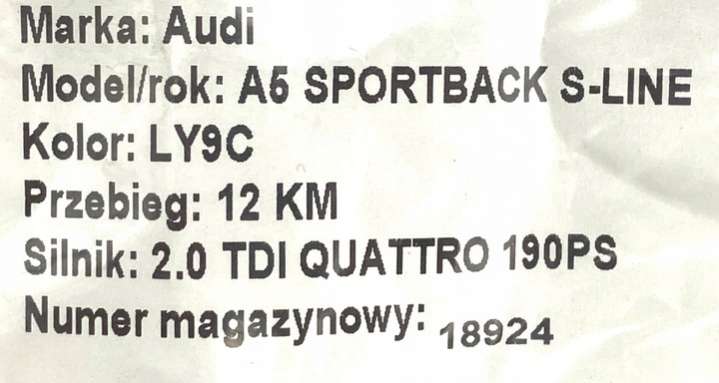 Marka: Audi
Model/rok: A5 SPORTBACK S-LINE
Kolor: LY9C
Przebieg: 12 KM
Silnik: 2.0 TDI QUATTRO 190PS
Numer magazynowy: 18924